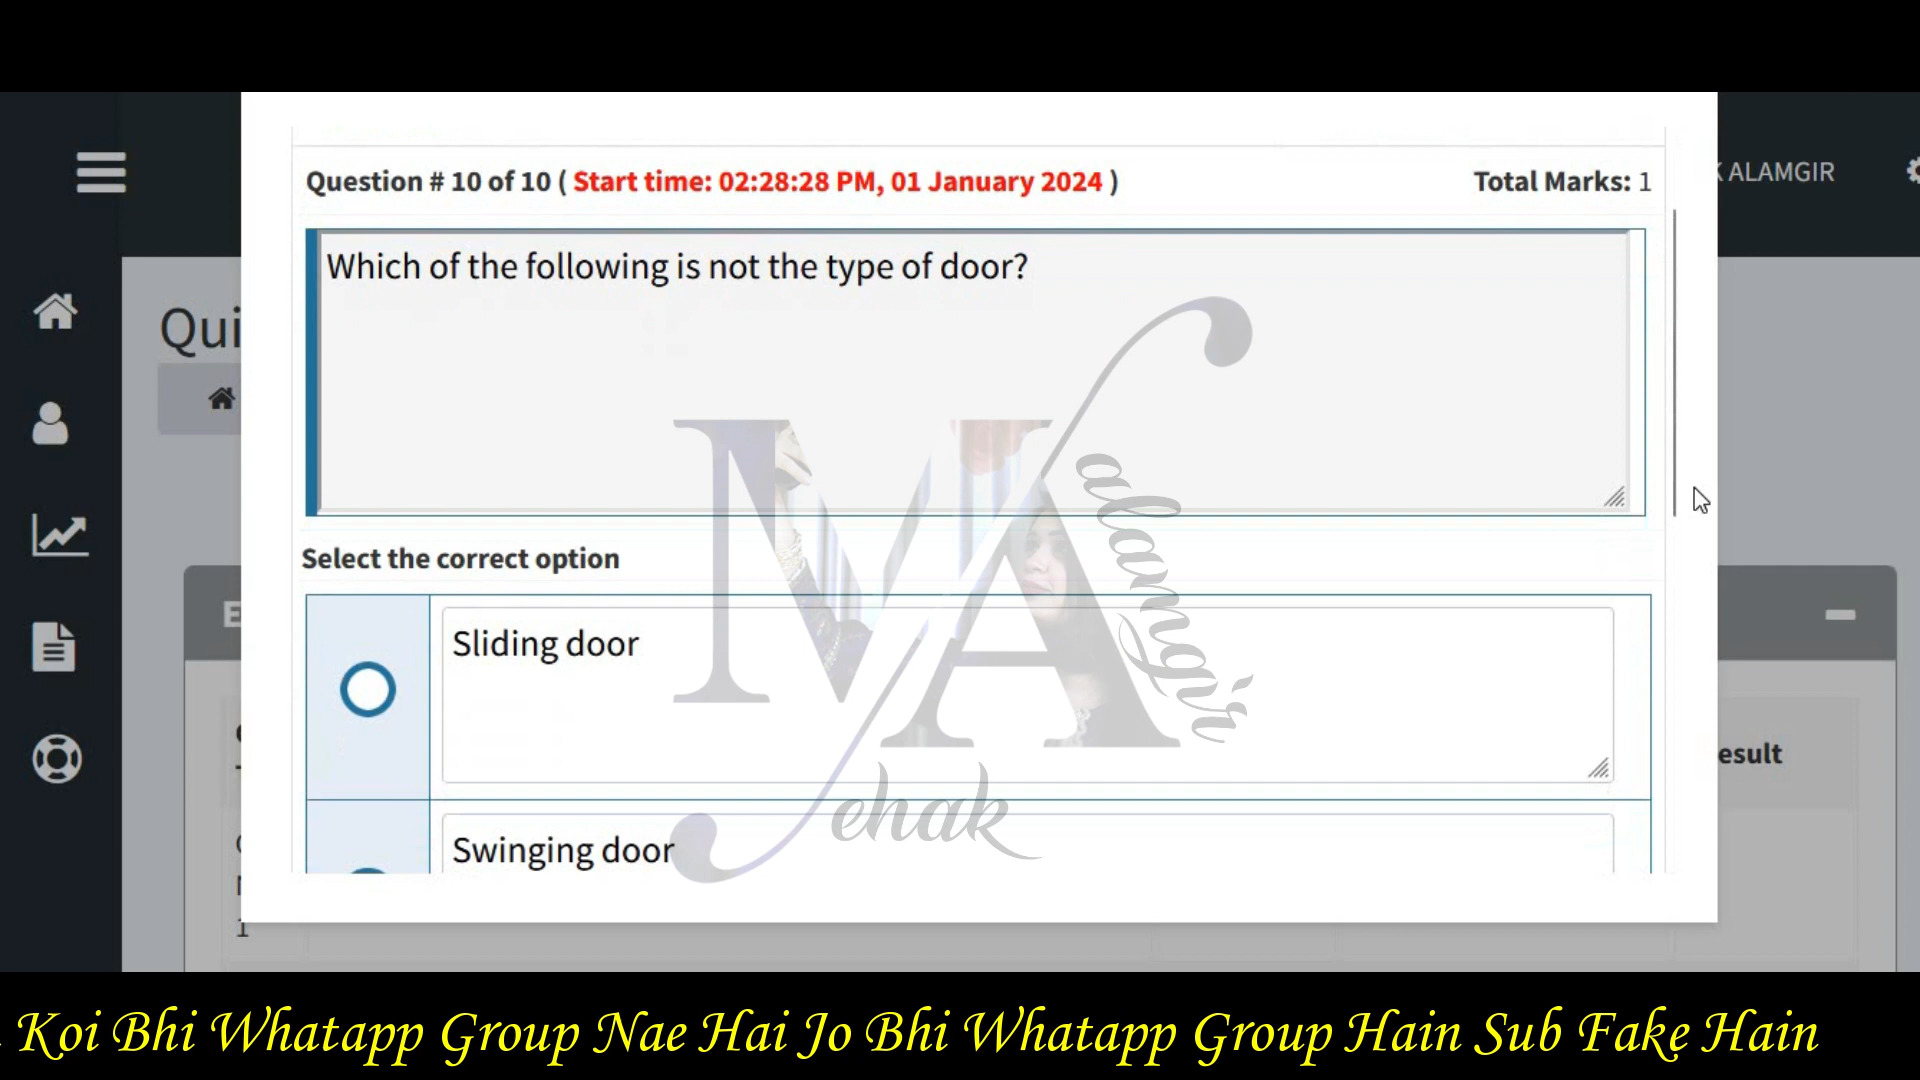 K ALAMGIR
Question # 10 of 10 ( Start time: 02:28:28 PM, 01 January 2024 )
Total Marks: 1
Which of the following is not the type of door?
Qui
Select the correct option
Sliding door
Swinging door
E
esult
1
MA
alamgir
ehak
Koi Bhi Whatapp Group Nae Hai Jo Bhi Whatapp Group Hain Sub Fake Hain